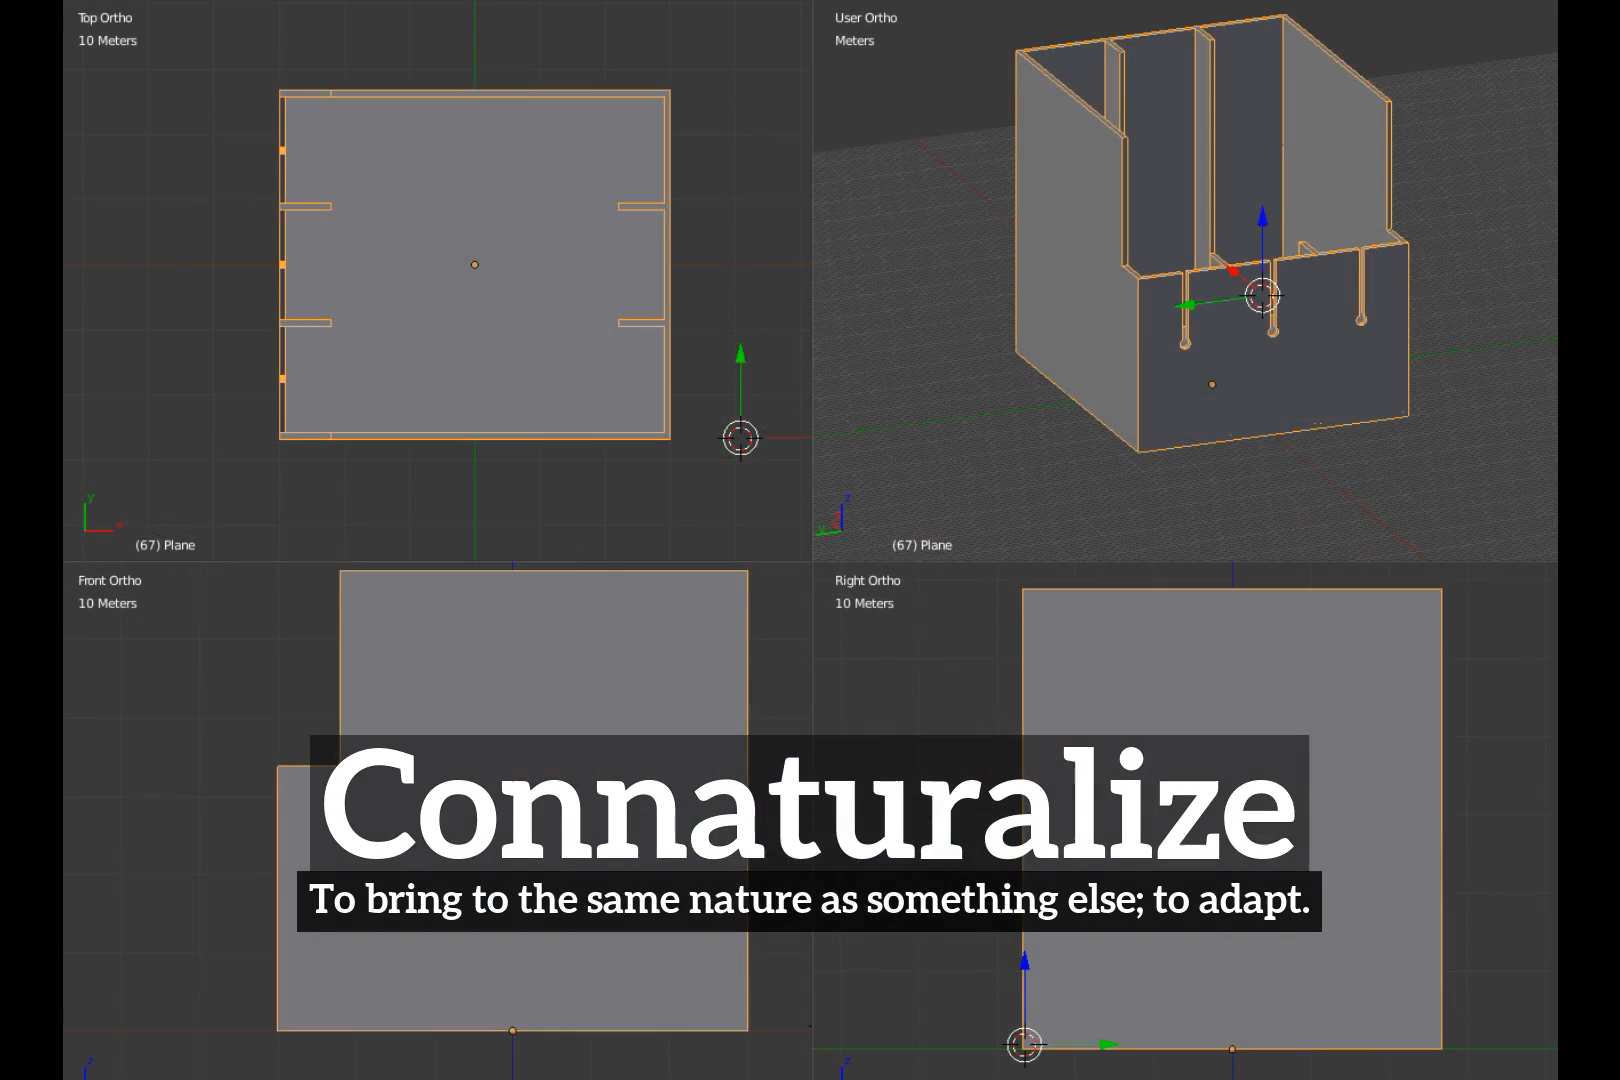 Top Ortho
10 Meters
User Ortho
Meters
y
x
(67) Plane
z
y
(67) Plane
Front Ortho
10 Meters
Right Ortho
10 Meters
Connaturalize
To bring to the same nature as something else; to adapt.
z
z